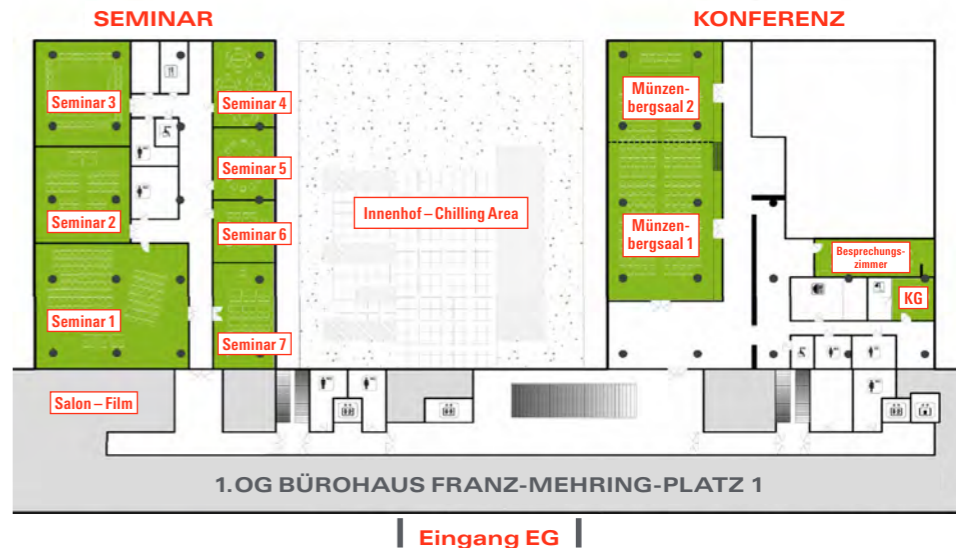 SEMINAR
KONFERENZ
Seminar 3
Seminar 4
Münzen-
bergsaal 2
Seminar 5
Seminar 2
Seminar 6
Innenhof – Chilling Area
Münzen-
bergsaal 1
Besprechungs-
zimmer
KG
Seminar 1
Seminar 7
Salon – Film
1.OG BÜROHAUS FRANZ-MEHRING-PLATZ 1
Eingang EG